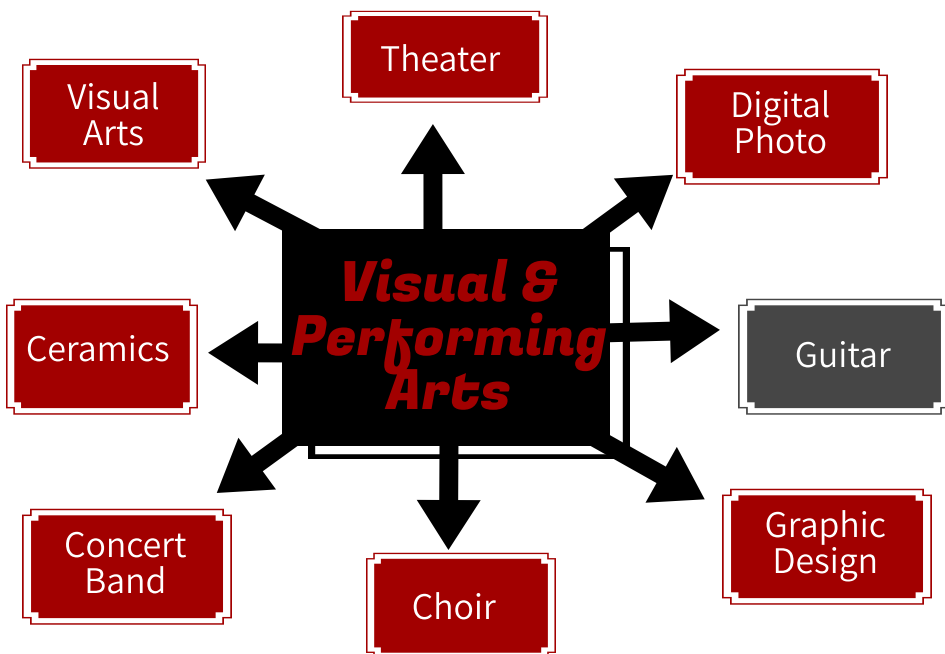 Theater
Visual
Arts
Digital
Photo
Visual &
Performing
Arts
Ceramics
Guitar
Concert
Band
Choir
Graphic
Design